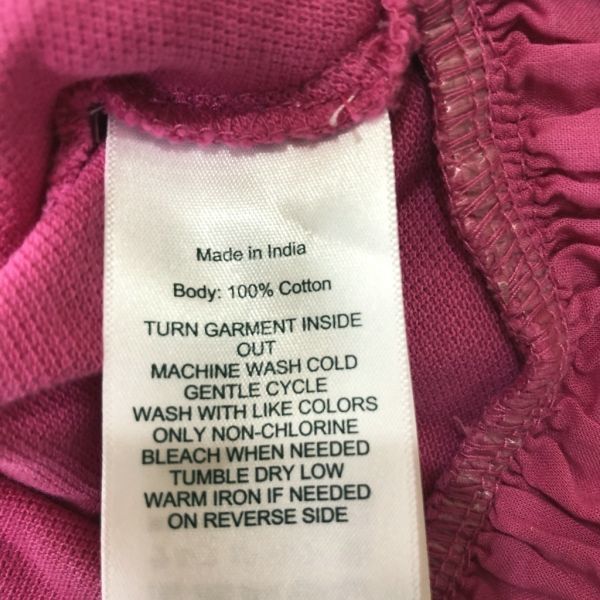 Made in India
Body: 100% Cotton
TURN GARMENT INSIDE
OUT
MACHINE WASH COLD
GENTLE CYCLE
WASH WITH LIKE COLORS
ONLY NON-CHLORINE
BLEACH WHEN NEEDED
TUMBLE DRY LOW
WARM IRON IF NEEDED
ON REVERSE SIDE